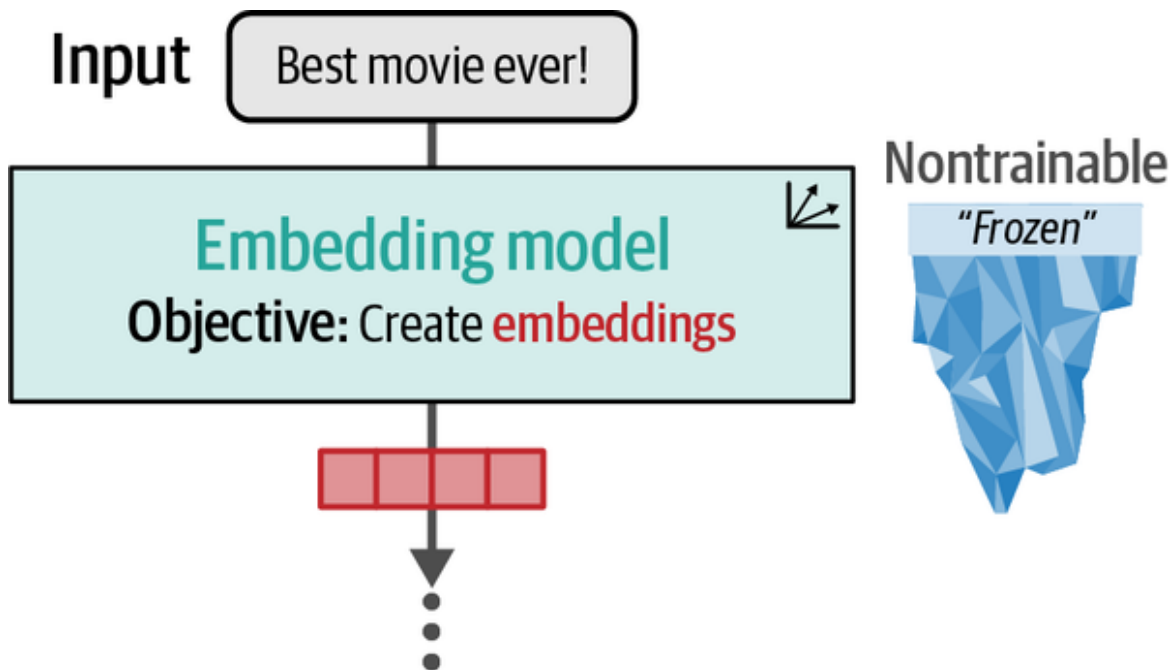 Input
Best movie ever!
Nontrainable
“Frozen”
Embedding model
Objective: Create embeddings